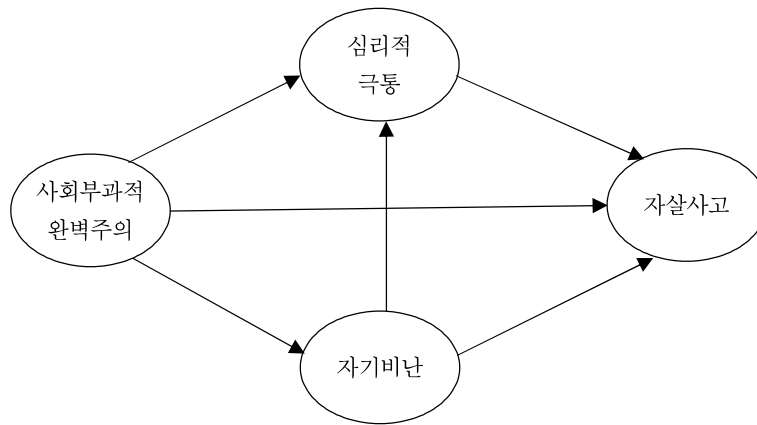 심리적
극통
사회부과적
완벽주의
자살사고
자기비난